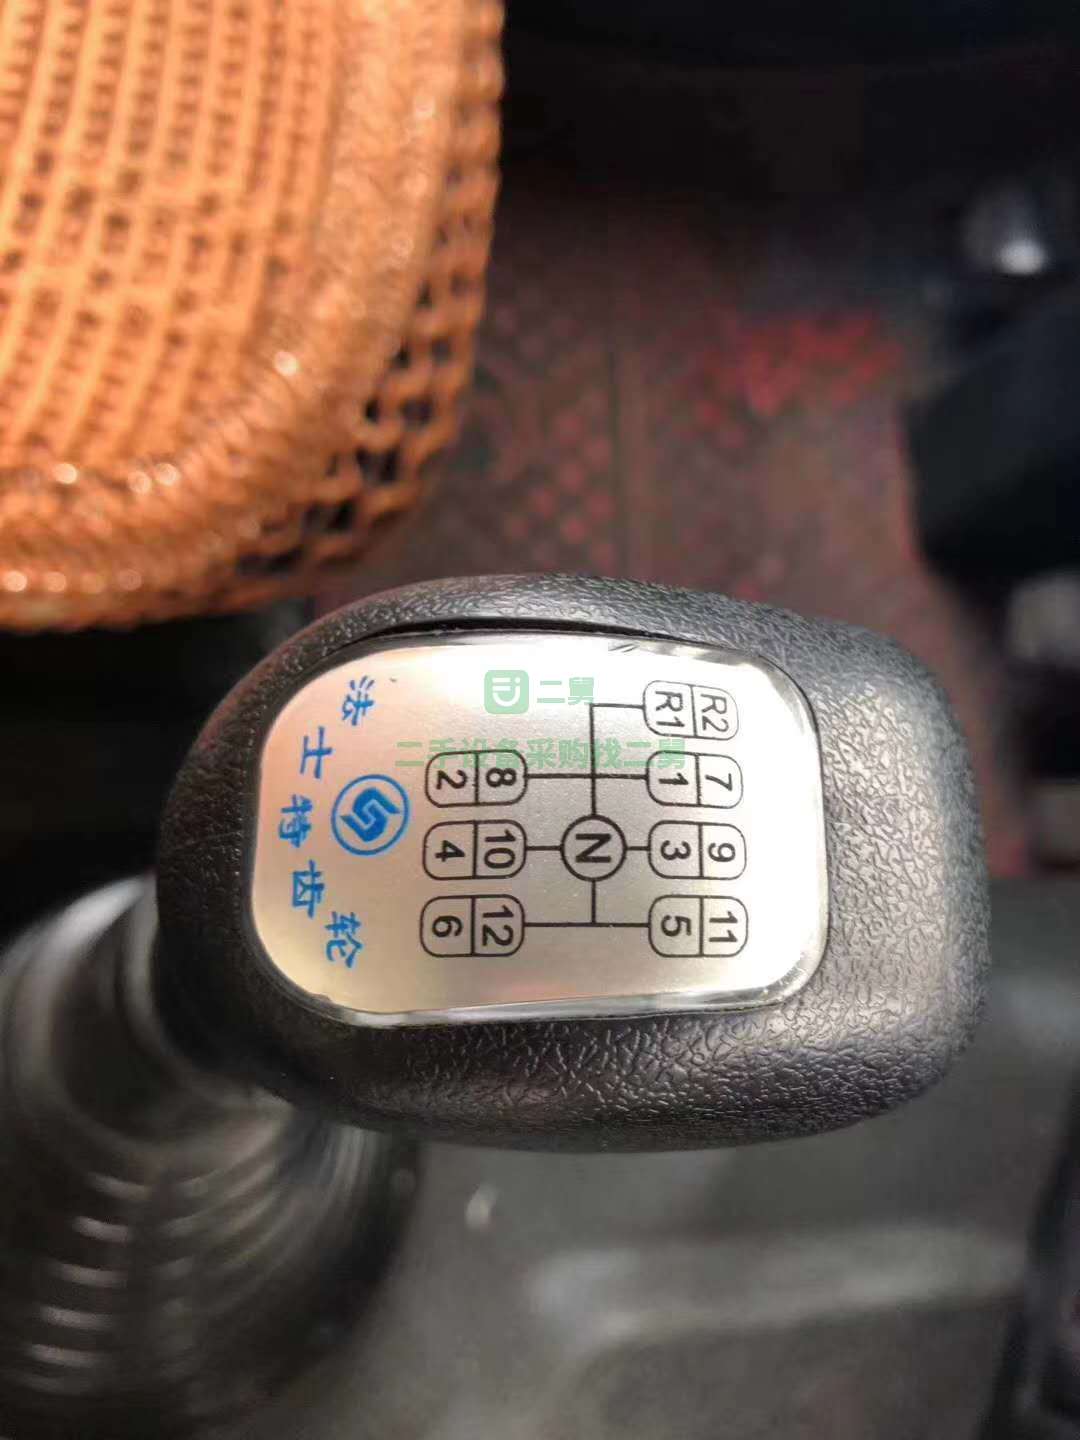 R2 7 9 11
R1 1 3 5
N
8 10 12
2 4 6
法士特齿轮
二舅
二手设备采购找二舅